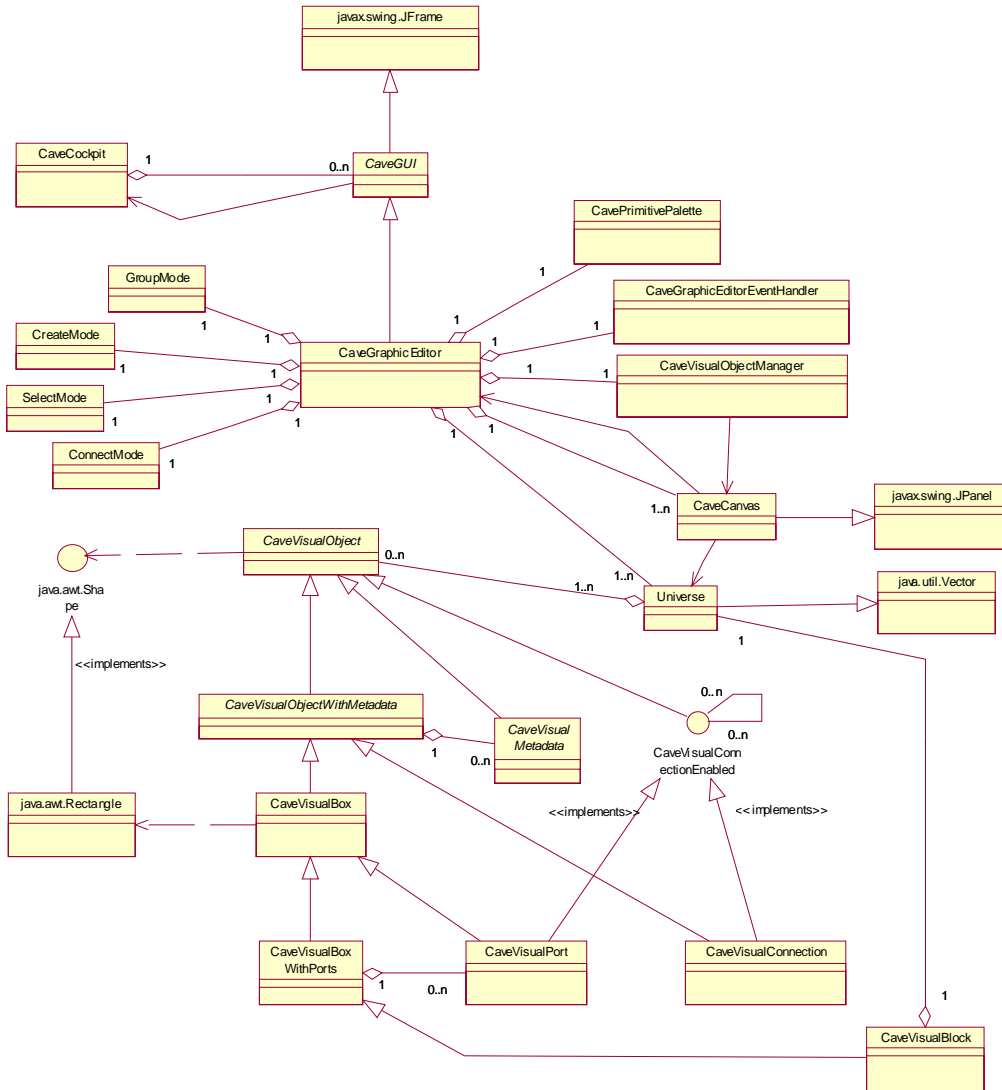 javax.swing.JFrame
CaveCockpit
1
0..n
CaveGUI
CavePrimitivePalette
1
GroupMode
1
1
CaveGraphicEditorEventHandler
1
1
1
CreateMode
1
1
CaveGraphicEditor
1
1
CaveVisualObjectManager
SelectMode
1
1
ConnectMode
1
1
1
1
1..n
CaveCanvas
javax.swing.JPanel
CaveVisualObject
0..n
java.awt.Sha
pe
1..n
1..n
Universe
java.util.Vector
1
<<implements>>
CaveVisualObjectWithMetadata
1
0..n
CaveVisual
Metadata
0..n
0..n
CaveVisualConn
ectionEnabled
java.awt.Rectangle
CaveVisualBox
<<implements>>
<<implements>>
CaveVisualBox
WithPorts
1
0..n
CaveVisualPort
CaveVisualConnection
1
CaveVisualBlock